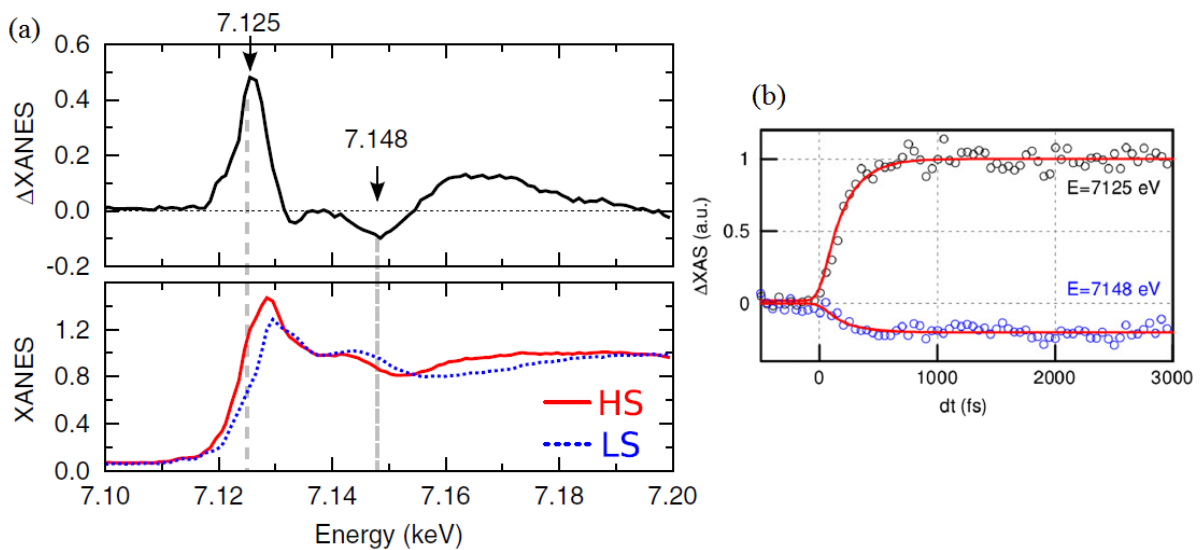 (a)
7.125
0.6
0.4
0.2
0.0
-0.2
ΔXANES
7.148
1.2
0.8
0.4
0.0
XANES
HS
LS
7.10
7.12
7.14
7.16
7.18
7.20
Energy (keV)
(b)
1
0.5
0
ΔXAS (a.u.)
E=7125 eV
E=7148 eV
0
1000
2000
3000
dt (fs)